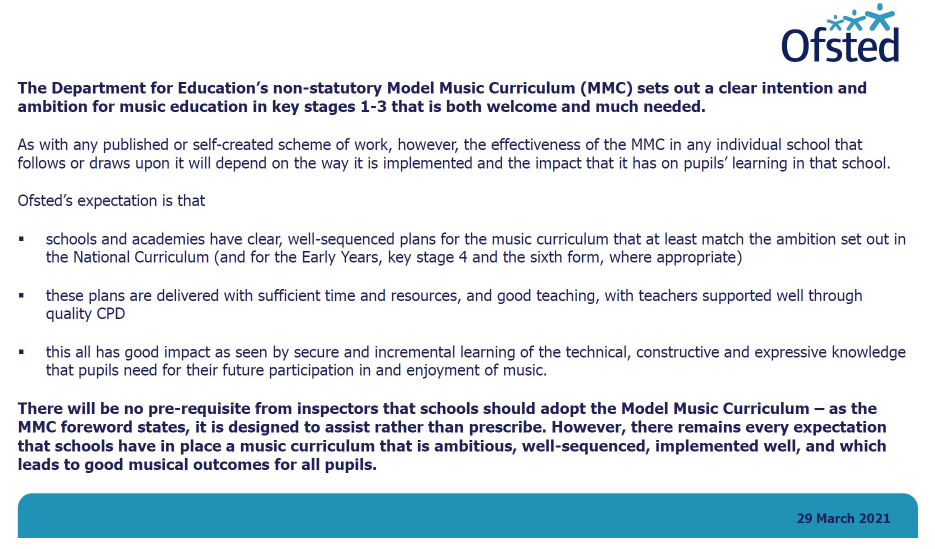 Ofsted
The Department for Education’s non-statutory Model Music Curriculum (MMC) sets out a clear intention and
ambition for music education in key stages 1-3 that is both welcome and much needed.
As with any published or self-created scheme of work, however, the effectiveness of the MMC in any individual school that
follows or draws upon it will depend on the way it is implemented and the impact that it has on pupils’ learning in that school.
Ofsted’s expectation is that
▪ schools and academies have clear, well-sequenced plans for the music curriculum that at least match the ambition set out in
the National Curriculum (and for the Early Years, key stage 4 and the sixth form, where appropriate)
▪ these plans are delivered with sufficient time and resources, and good teaching, with teachers supported well through
quality CPD
▪ this all has good impact as seen by secure and incremental learning of the technical, constructive and expressive knowledge
that pupils need for their future participation in and enjoyment of music.
There will be no pre-requisite from inspectors that schools should adopt the Model Music Curriculum – as the
MMC foreword states, it is designed to assist rather than prescribe. However, there remains every expectation
that schools have in place a music curriculum that is ambitious, well-sequenced, implemented well, and which
leads to good musical outcomes for all pupils.
29 March 2021